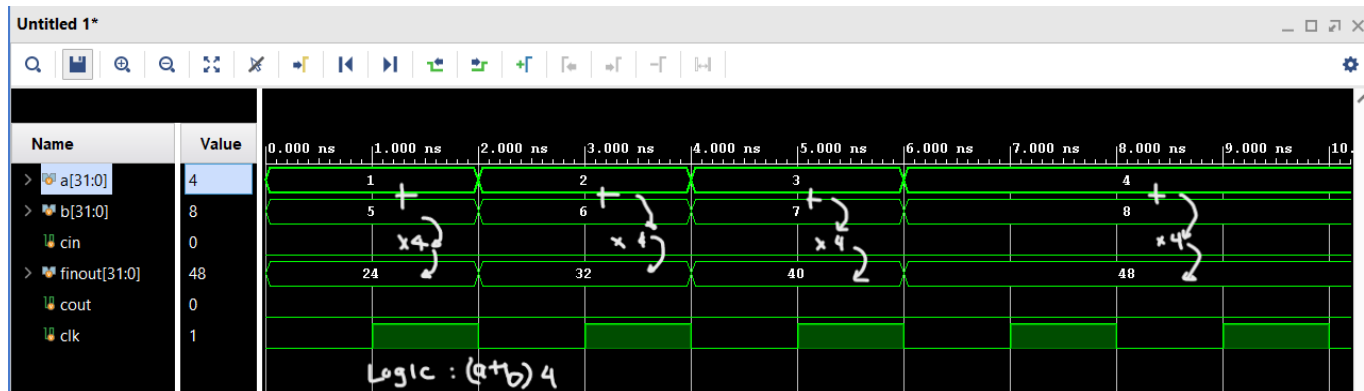 Untitled 1*
Name Value
0.000 ns 1.000 ns 2.000 ns 3.000 ns 4.000 ns 5.000 ns 6.000 ns 7.000 ns 8.000 ns 9.000 ns 10.
a[31:0] 4 1 2 3 4
+ + + +
b[31:0] 8 5 6 7 8
cin 0 x4 x4 x4 x4
finout[31:0] 48 24 32 40 48
cout 0
clk 1
Logic : (a+b) 4